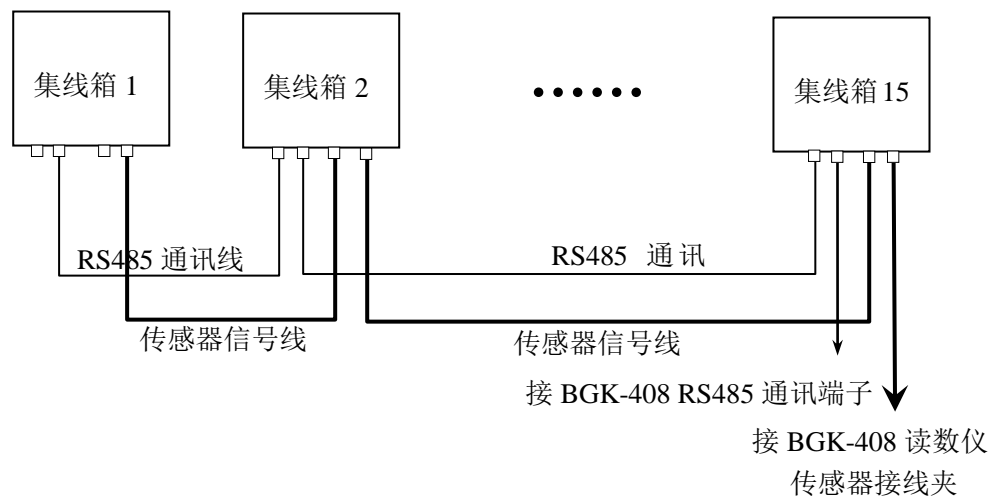 集线箱 1
集线箱 2
······
集线箱 15
RS485 通讯线
RS485 通讯
传感器信号线
传感器信号线
接 BGK-408 RS485 通讯端子
接 BGK-408 读数仪
传感器接线夹